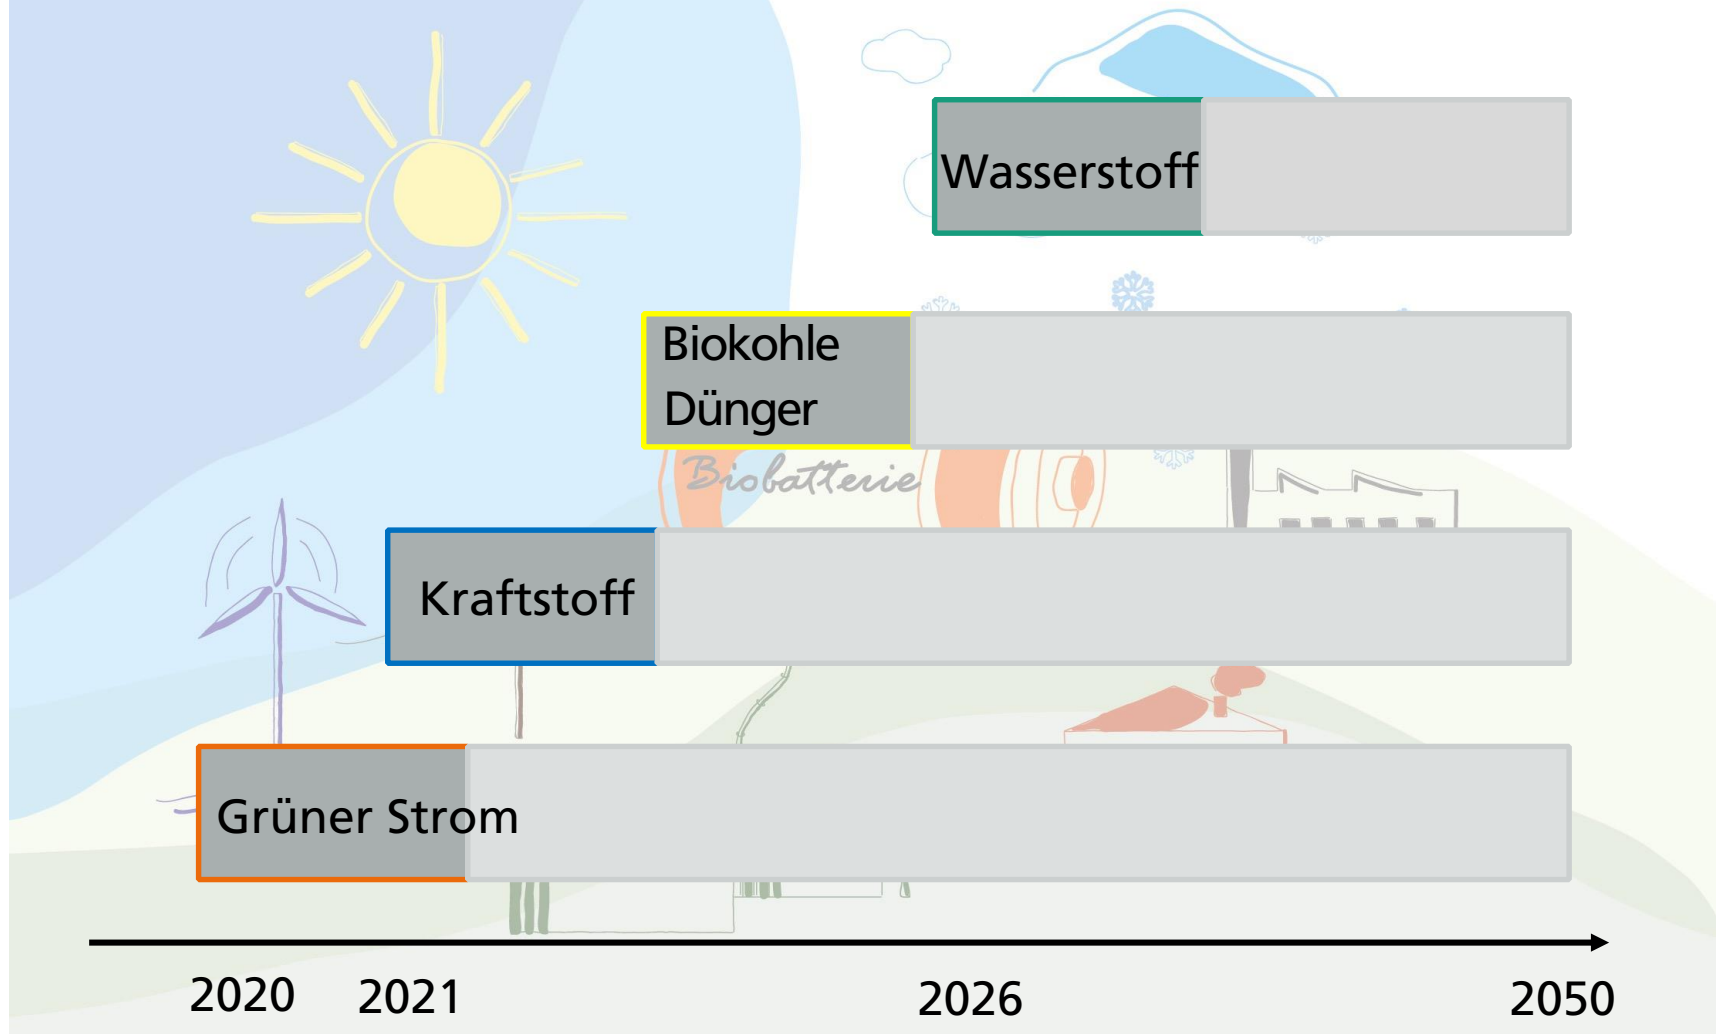 Wasserstoff
Biokohle
Dünger
Biobatterie
Kraftstoff
Grüner Strom
2020 2021 2026 2050